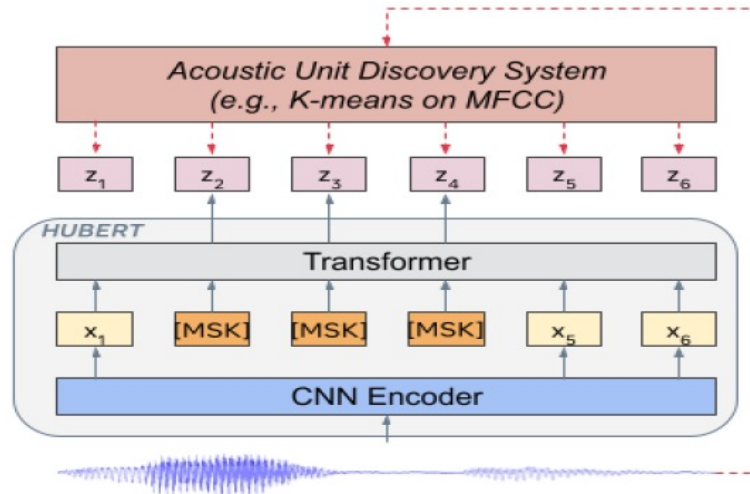 Acoustic Unit Discovery System
(e.g., K-means on MFCC)
z1 z2 z3 z4 z5 z6
HUBERT
Transformer
x1 [MSK] [MSK] [MSK] x5 x6
CNN Encoder